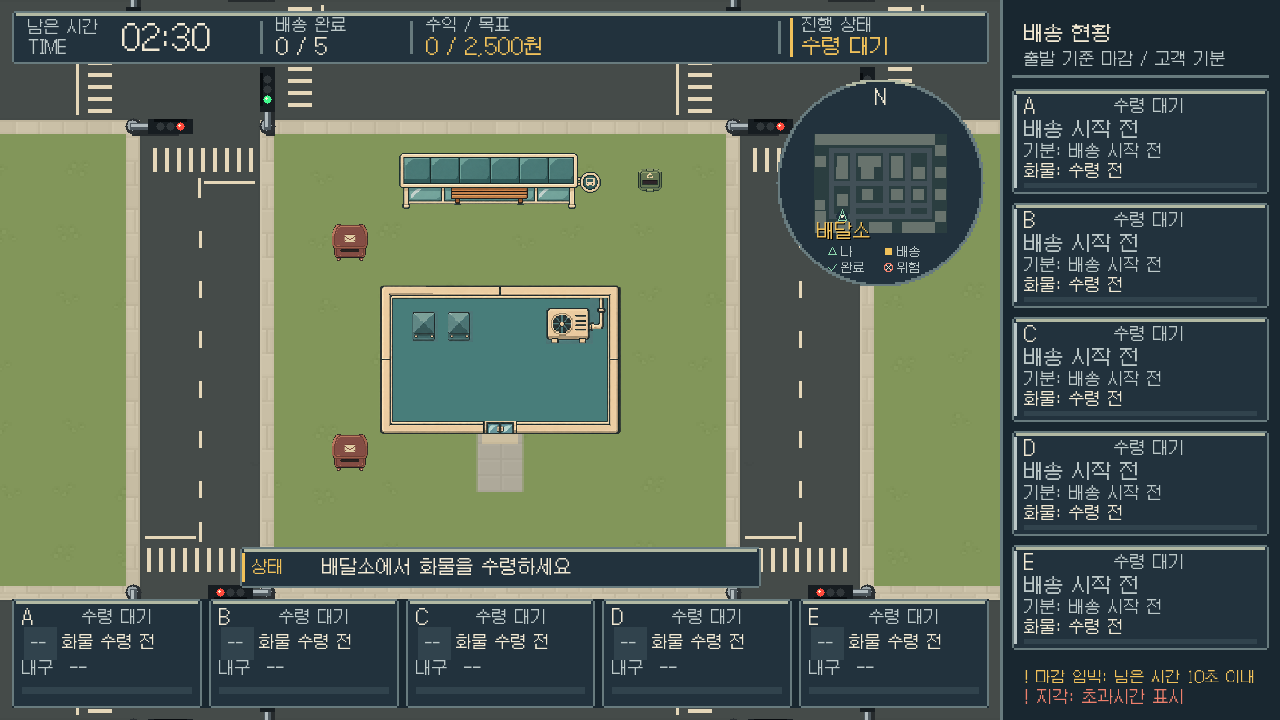 남은 시간
TIME
02:30
배송 완료
0 / 5
수익 / 목표
0 / 2,500원
진행 상태
수령 대기
N
배달소
나
배송
완료
위험
배송 현황
출발 기준 마감 / 고객 기분
A 수령 대기
배송 시작 전
기분: 배송 시작 전
화물: 수령 전
B 수령 대기
배송 시작 전
기분: 배송 시작 전
화물: 수령 전
C 수령 대기
배송 시작 전
기분: 배송 시작 전
화물: 수령 전
D 수령 대기
배송 시작 전
기분: 배송 시작 전
화물: 수령 전
E 수령 대기
배송 시작 전
기분: 배송 시작 전
화물: 수령 전
! 마감 임박: 남은 시간 10초 이내
! 지각: 초과시간 표시
상태 배달소에서 화물을 수령하세요
A 수령 대기
-- 화물 수령 전
내구 --
B 수령 대기
-- 화물 수령 전
내구 --
C 수령 대기
-- 화물 수령 전
내구 --
D 수령 대기
-- 화물 수령 전
내구 --
E 수령 대기
-- 화물 수령 전
내구 --